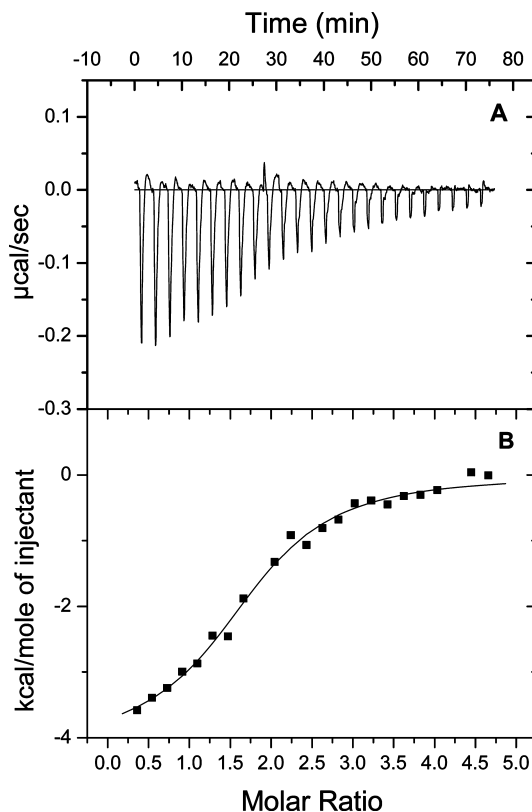 Time (min)
-10 0 10 20 30 40 50 60 70 80
A
0.1
0.0
-0.1
-0.2
-0.3
µcal/sec
B
0
-2
-4
kcal/mole of injectant
0.0 0.5 1.0 1.5 2.0 2.5 3.0 3.5 4.0 4.5 5.0
Molar Ratio